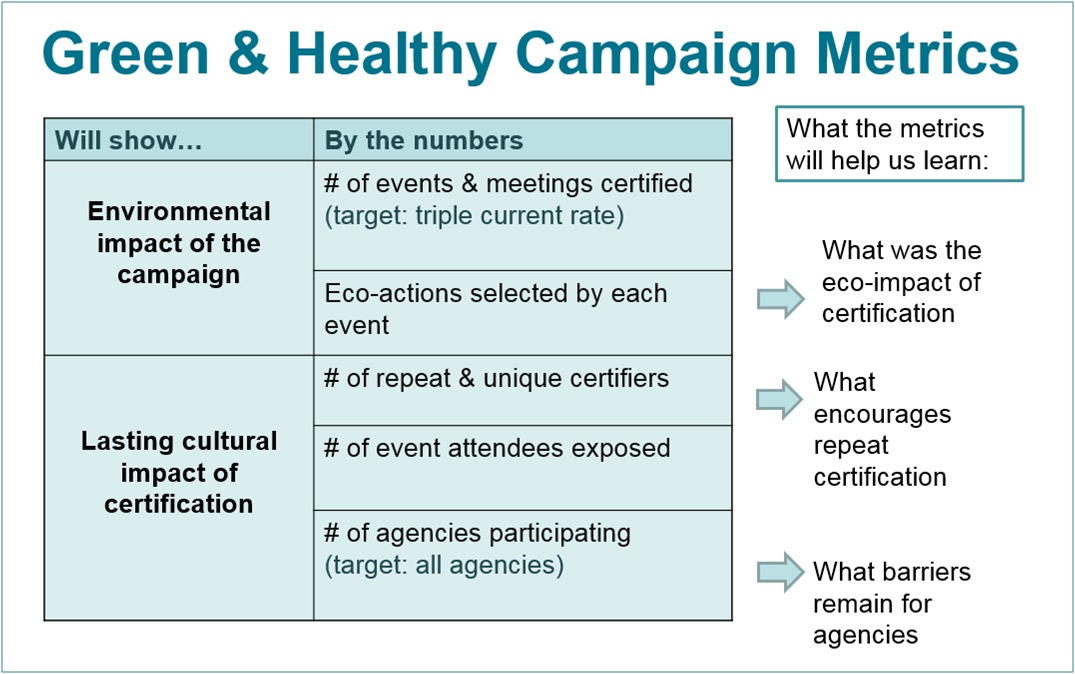 Green & Healthy Campaign Metrics
Will show…
By the numbers
Environmental
impact of the
campaign
# of events & meetings certified
(target: triple current rate)
Eco-actions selected by each
event
Lasting cultural
impact of
certification
# of repeat & unique certifiers
# of event attendees exposed
# of agencies participating
(target: all agencies)
What the metrics
will help us learn:
What was the
eco-impact of
certification
What
encourages
repeat
certification
What barriers
remain for
agencies